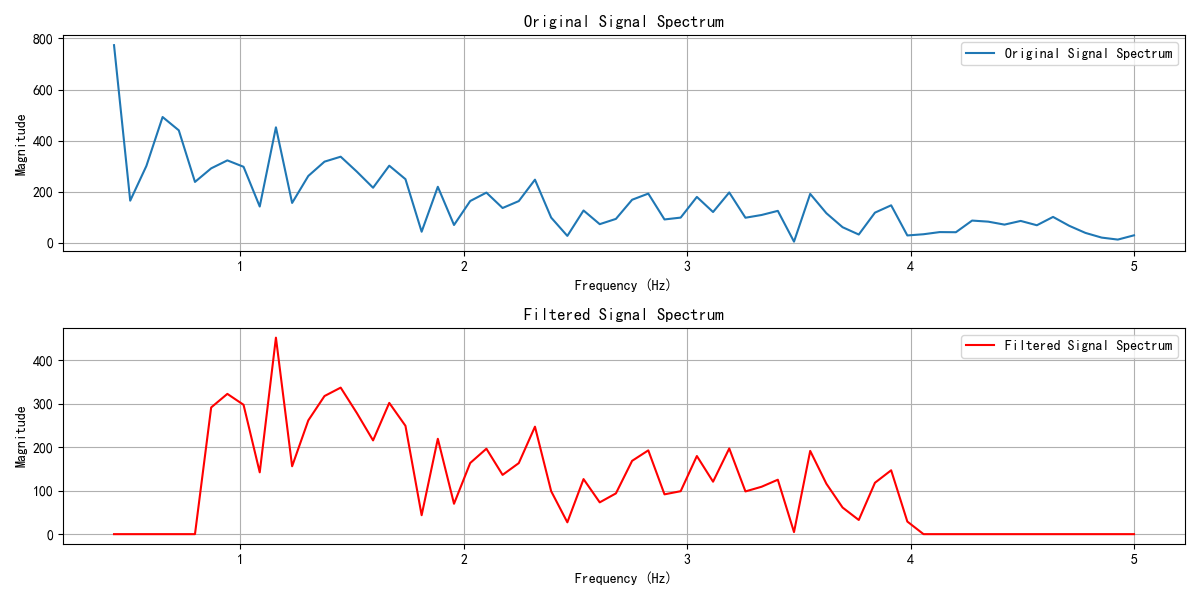 Original Signal Spectrum
Magnitude
800
600
400
200
0
Original Signal Spectrum
1 2 3 4 5
Frequency (Hz)
Filtered Signal Spectrum
Magnitude
400
300
200
100
0
Filtered Signal Spectrum
1 2 3 4 5
Frequency (Hz)